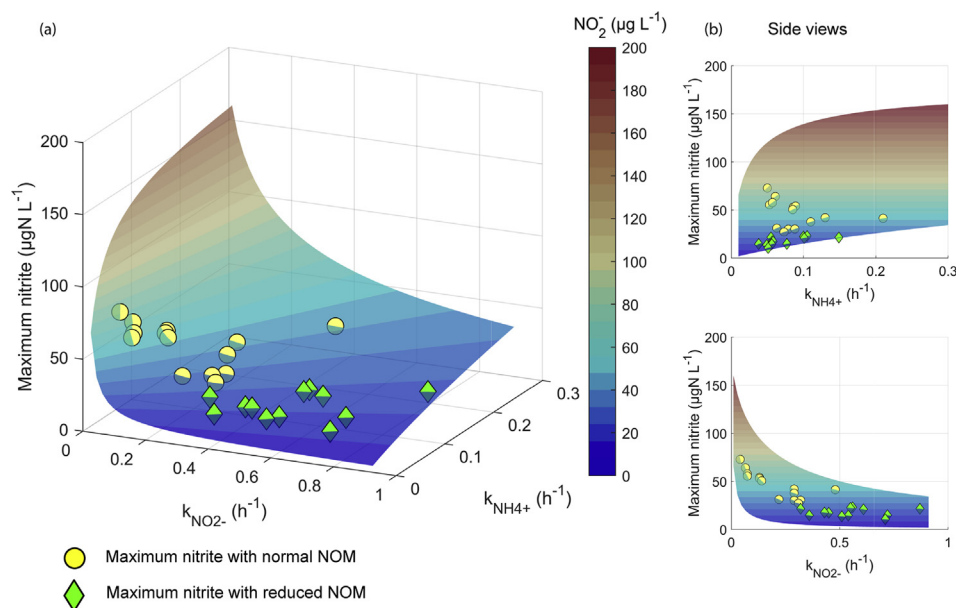 (a)
NO2- (µg L-1)
200
180
160
140
120
100
80
60
40
20
0
Maximum nitrite (µgN L-1)
200
150
100
50
0
0
0.2
0.4
0.6
0.8
1
kNO2- (h-1)
0
0.1
0.2
0.3
kNH4+ (h-1)
Maximum nitrite with normal NOM
Maximum nitrite with reduced NOM
(b) Side views
Maximum nitrite (µgN L-1)
200
150
100
50
0
0 0.1 0.2 0.3
kNH4+ (h-1)
Maximum nitrite (µgN L-1)
200
150
100
50
0
0 0.5 1
kNO2- (h-1)